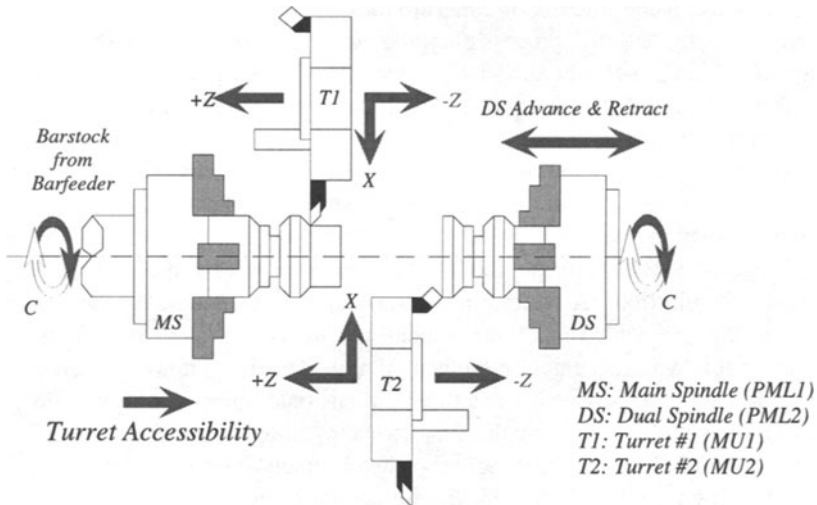 +Z
T1
-Z
X
DS Advance & Retract
Barstock
from
Barfeeder
C
MS
DS
C
X
+Z
T2
-Z
Turret Accessibility
MS: Main Spindle (PML1)
DS: Dual Spindle (PML2)
T1: Turret #1 (MU1)
T2: Turret #2 (MU2)